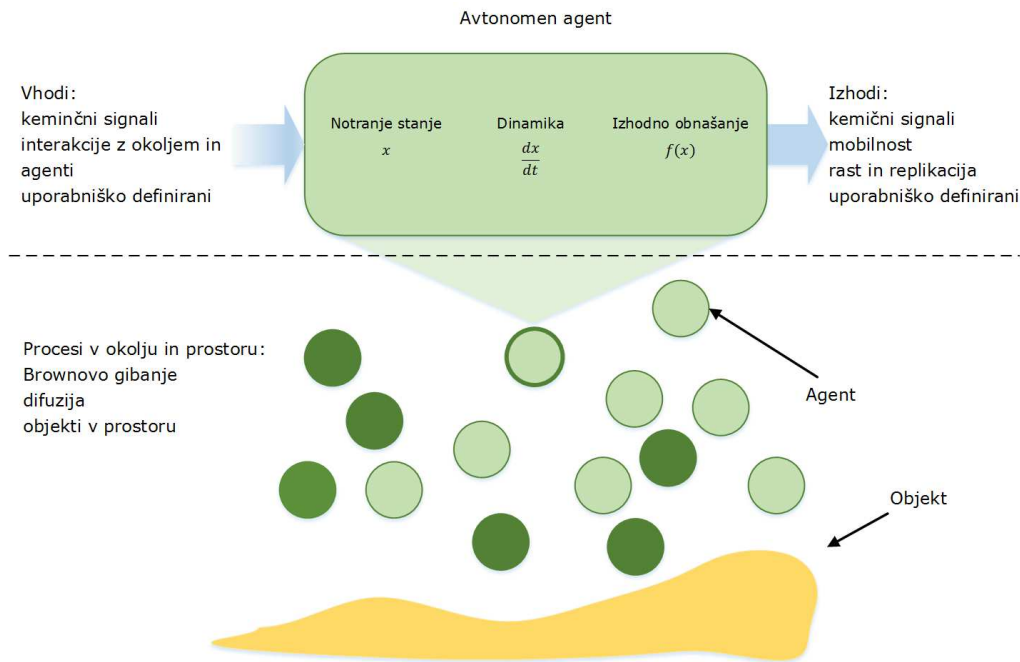 Avtonomen agent
Vhodi:
keminčni signali
interakcije z okoljem in
agenti
uporabniško definirani
Notranje stanje
x
Dinamika
dx
dt
Izhodno obnašanje
f(x)
Izhodi:
kemični signali
mobilnost
rast in replikacija
uporabniško definirani
Procesi v okolju in prostoru:
Brownovo gibanje
difuzija
objekti v prostoru
Agent
Objekt